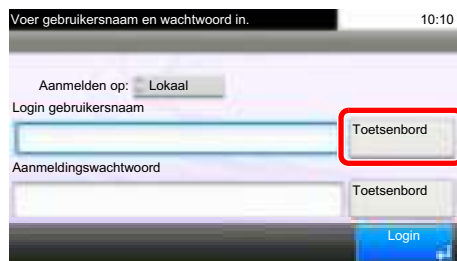 Voer gebruikersnaam en wachtwoord in. 10:10
Aanmelden op: Lokaal
Login gebruikersnaam
Toetsenbord
Aanmeldingswachtwoord
Toetsenbord
Login